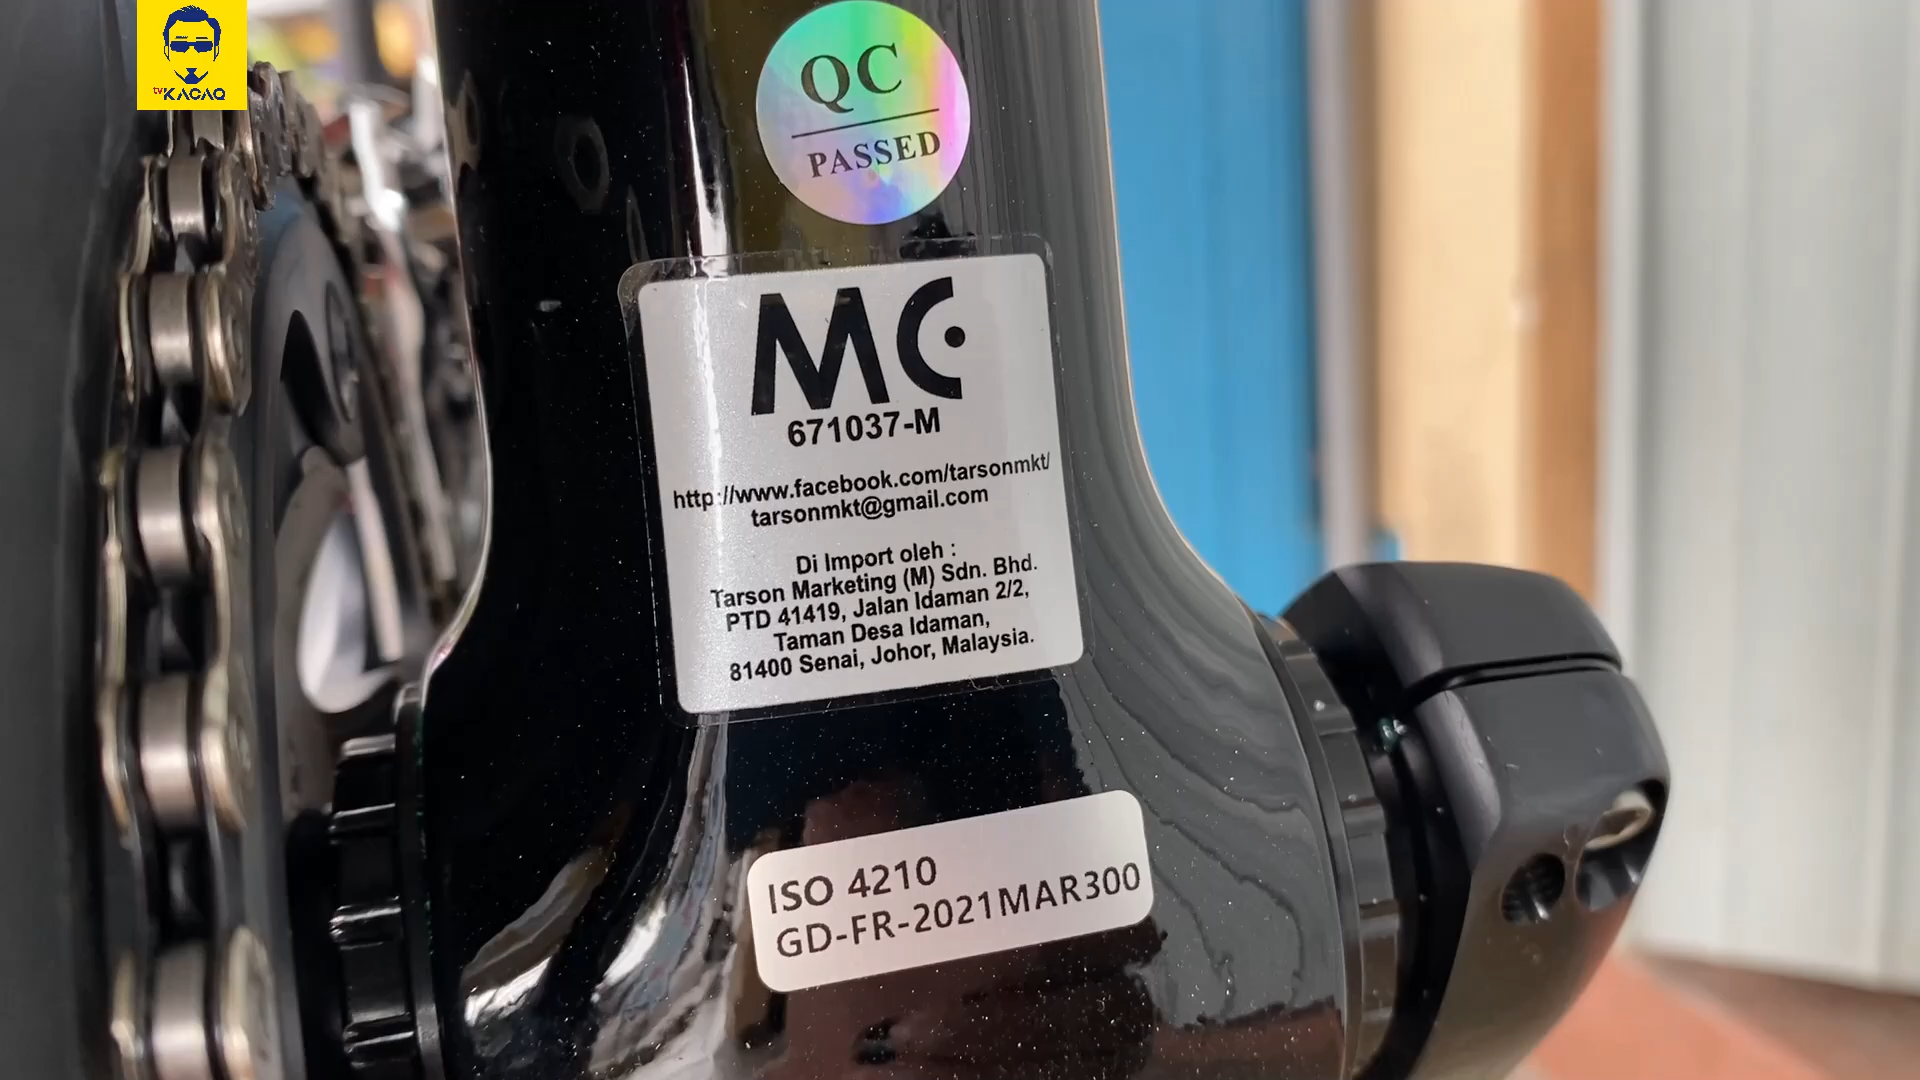 tvKACAQ
QC
PASSED
MC
671037-M
http://www.facebook.com/tarsonmkt/
tarsonmkt@gmail.com
Di Import oleh :
Tarson Marketing (M) Sdn. Bhd.
PTD 41419, Jalan Idaman 2/2,
Taman Desa Idaman,
81400 Senai, Johor, Malaysia.
ISO 4210
GD-FR-2021MAR300